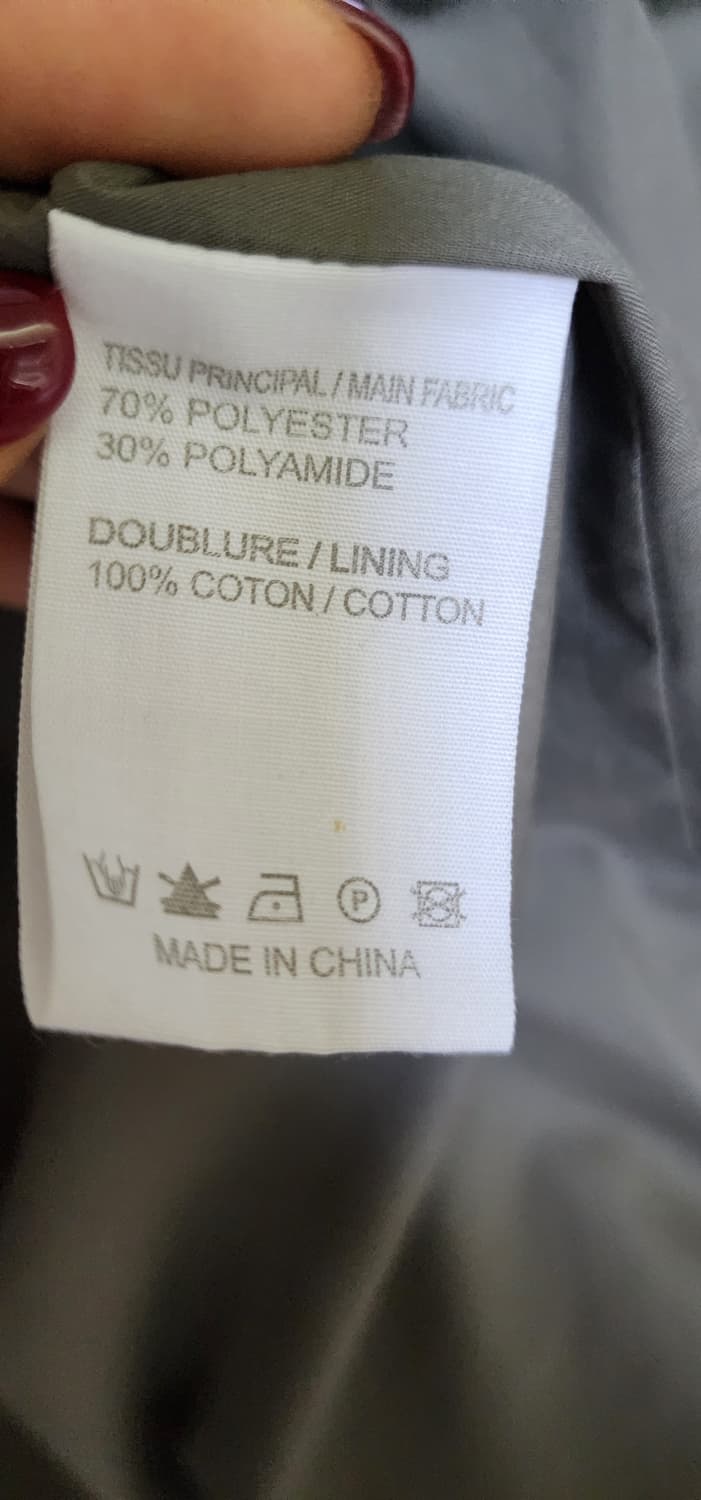 TISSU PRINCIPAL / MAIN FABRIC
70% POLYESTER
30% POLYAMIDE
DOUBLURE / LINING
100% COTON / COTTON
P
MADE IN CHINA